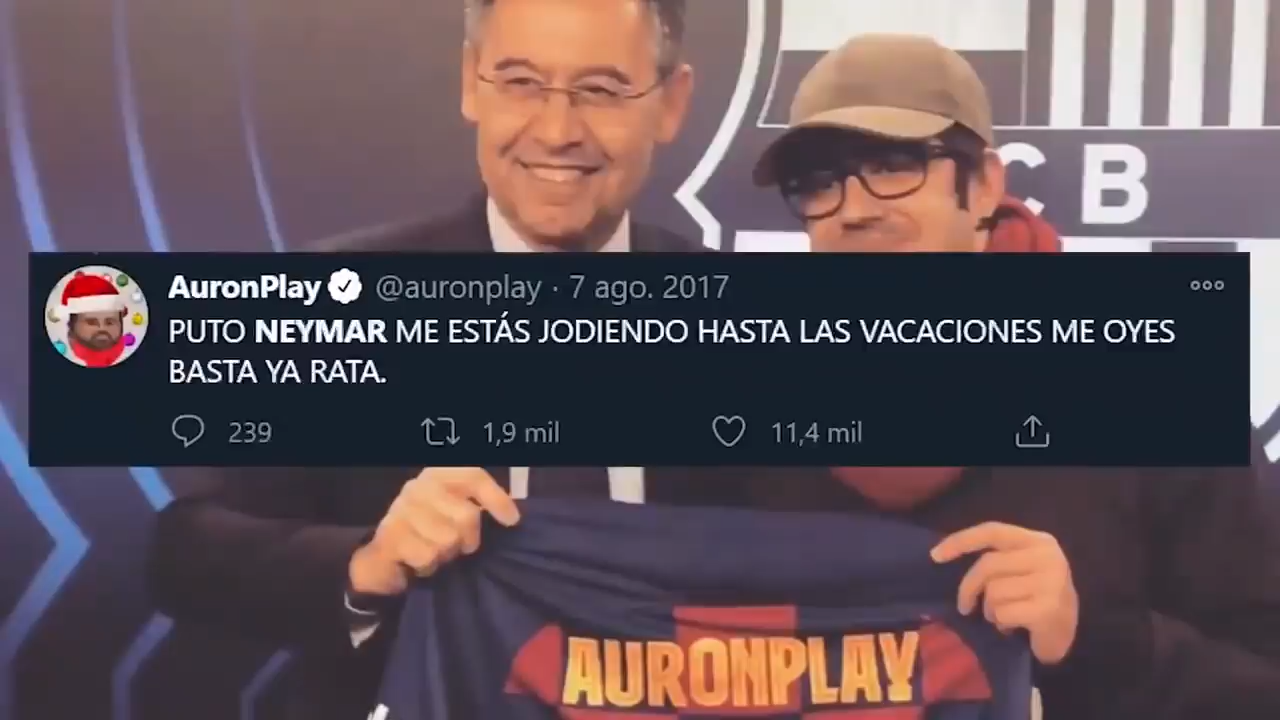 CB
AuronPlay @auronplay · 7 ago. 2017
PUTO NEYMAR ME ESTÁS JODIENDO HASTA LAS VACACIONES ME OYES
BASTA YA RATA.
239 1,9 mil 11,4 mil
AURONPLAY